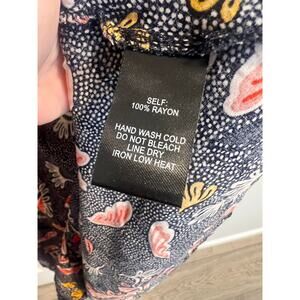 SELF:
100% RAYON
HAND WASH COLD
DO NOT BLEACH
LINE DRY
IRON LOW HEAT